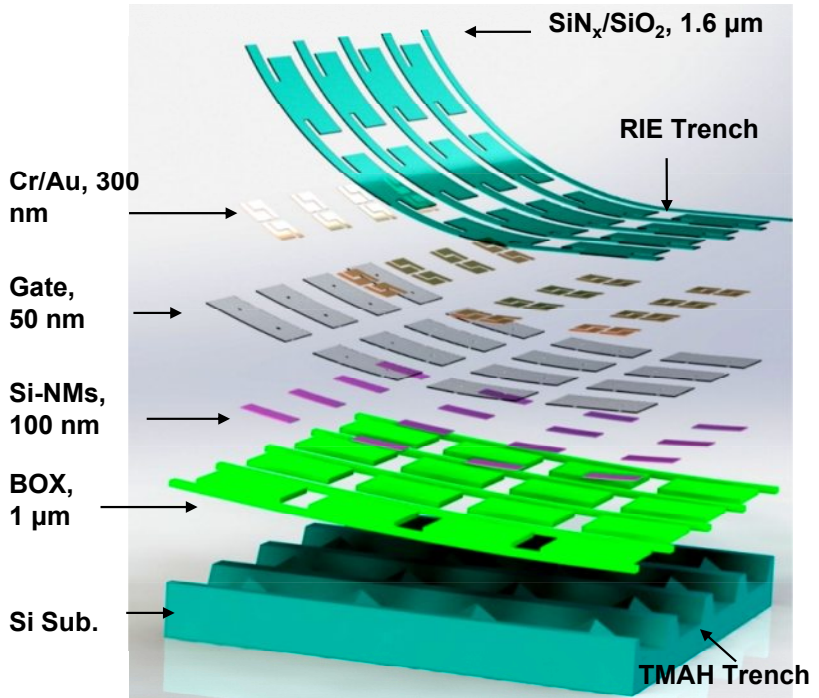 SiNx/SiO2, 1.6 µm
RIE Trench
Cr/Au, 300
nm
Gate,
50 nm
Si-NMs,
100 nm
BOX,
1 µm
Si Sub.
TMAH Trench